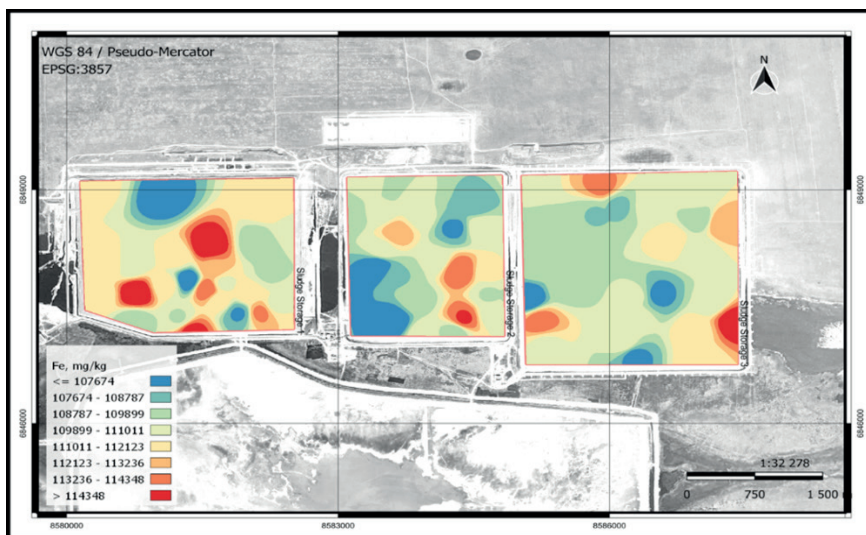 WGS 84 / Pseudo-Mercator
EPSG:3857
N
6849000
6849000
Sludge Storage 1
Sludge Storage 2
Sludge Storage 3
Fe, mg/kg
<= 107674
107674 - 108787
108787 - 109899
109899 - 111011
111011 - 112123
112123 - 113236
113236 - 114348
> 114348
6846000
6846000
1:32 278
0 750 1 500 m
8580000 8583000 8586000